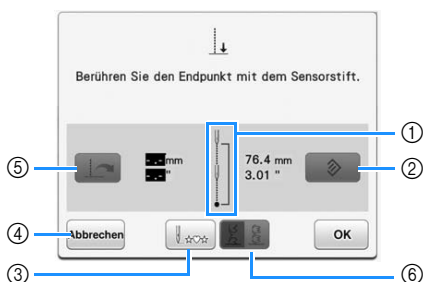 Berühren Sie den Endpunkt mit dem Sensorstift.
①
-.- mm 76.4 mm
-.- " 3.01 "
⑤ ②
④ Abbrechen OK
③ ⑥